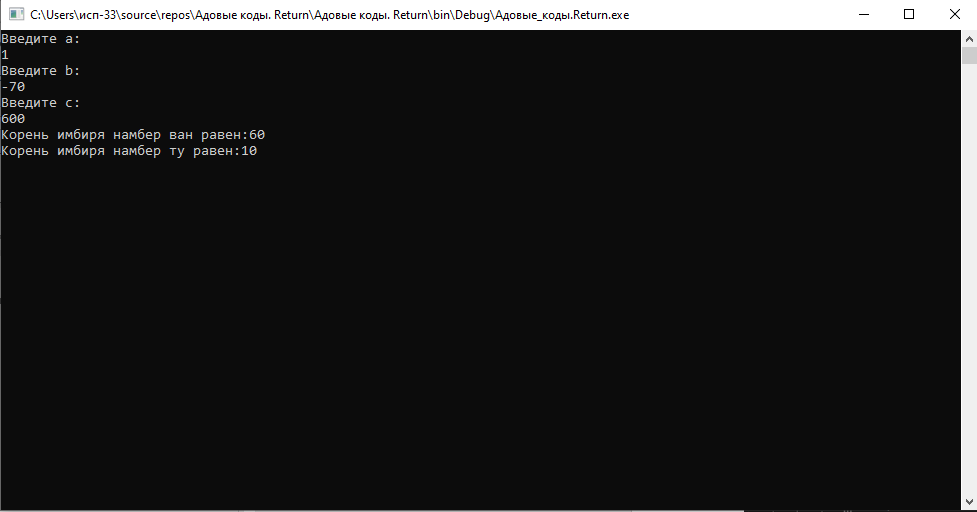 C:\Users\исп-33\source\repos\Адовые коды. Return\Адовые коды. Return\bin\Debug\Адовые_коды.Return.exe
Введите a:
1
Введите b:
-70
Введите c:
600
Корень имбиря намбер ван равен:60
Корень имбиря намбер ту равен:10